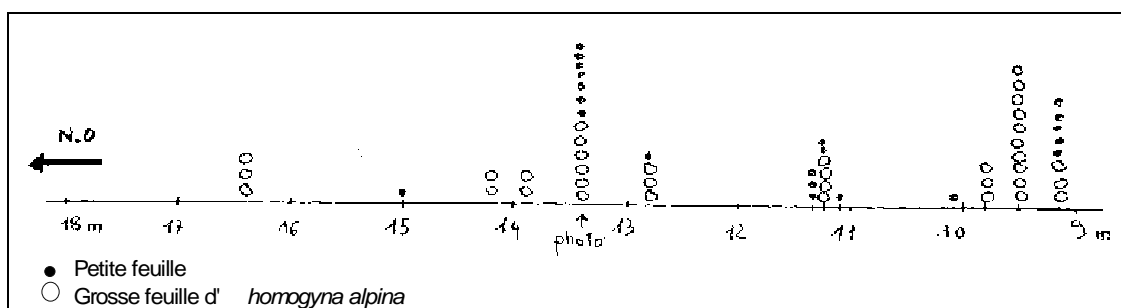 N.O
18 m 17 16 15 14 13 12 11 10 9 m
photo
Petite feuille
Grosse feuille d' homogyna alpina